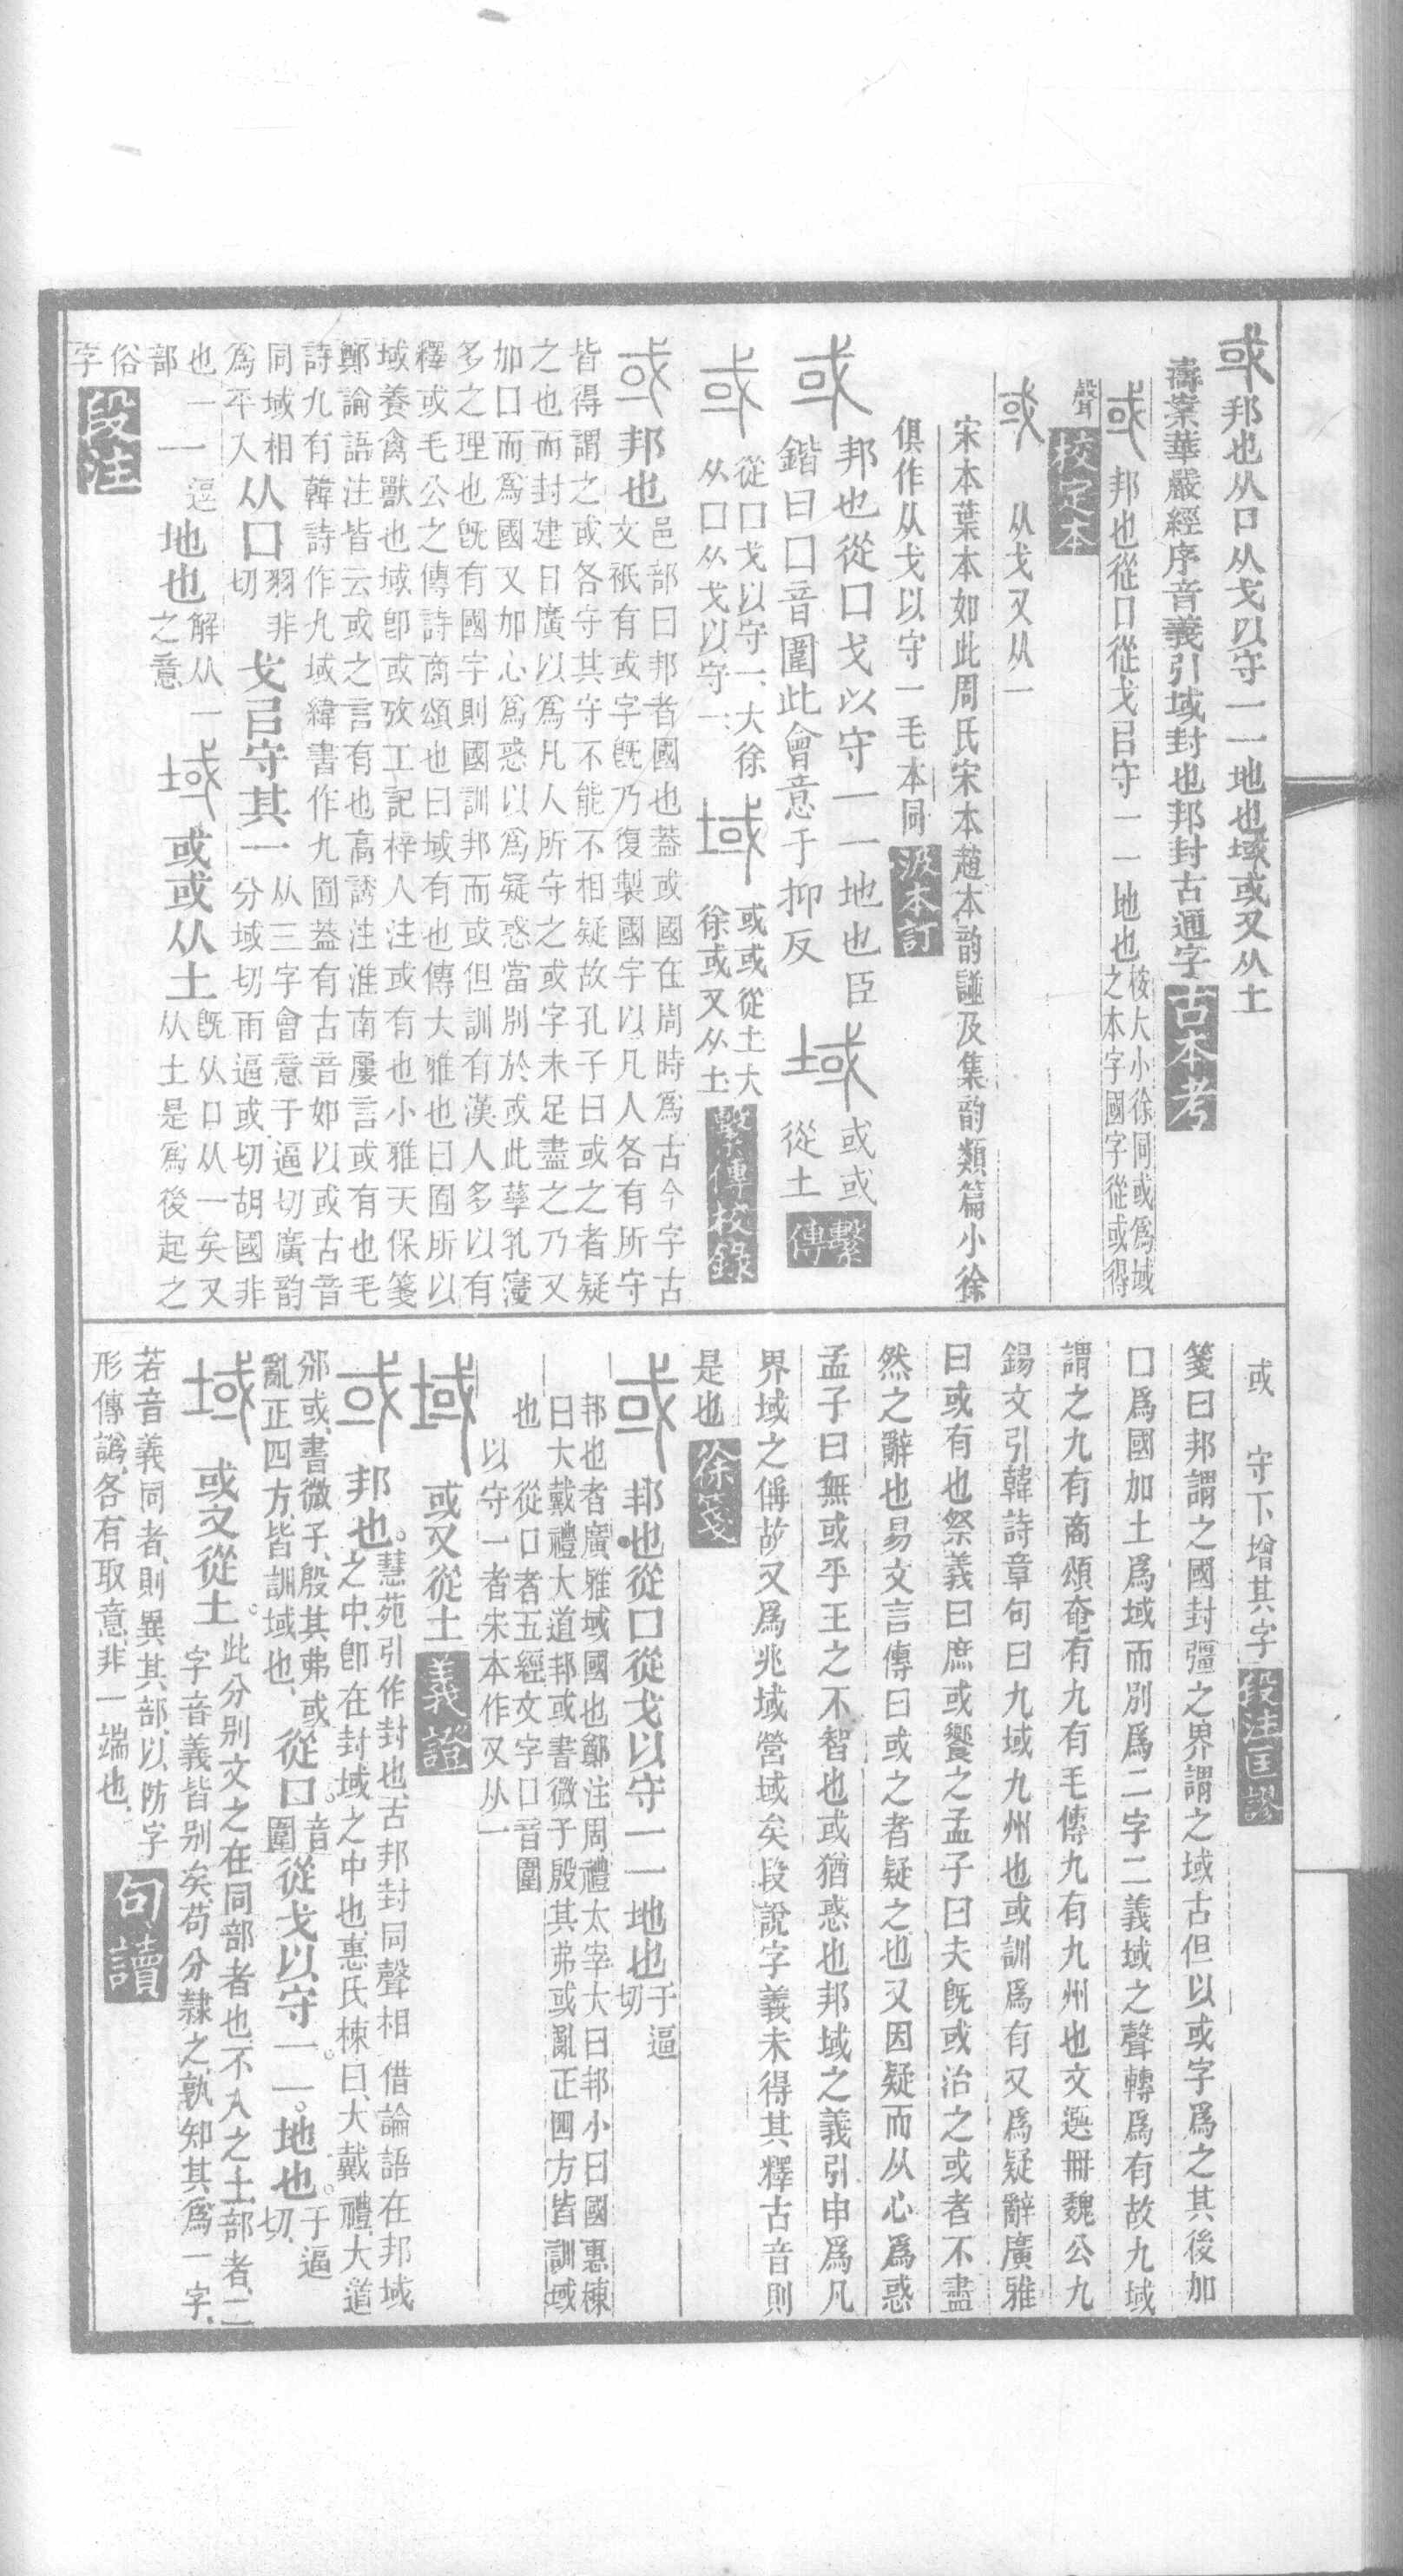 或邦也从囗从戈以守一一地也域或又从土
濤案華嚴經序音義引域封也邦封古通字古本考
或邦也從囗從戈㠯守一一地也桉大小徐同或爲域之本字國字從或得
聲校定本
或从戈又从一
宋本葉本如此周氏宋本趙本韵譜及集韵類篇小徐
俱作从戈以守一毛本同汲本訂
或邦也從囗戈以守一一地也臣
鍇曰囗音圍此會意于抑反域或或從土繫傳
或從囗戈以守一、大徐从囗从戈以守一、域或或從土大徐或又从土繫傳校錄
或邦也邑部曰邦者國也葢或國在周時爲古今字古文衹有或字旣乃復製國字以凡人各有所守
皆得謂之或各守其守不能不相疑故孔子曰或之者疑
之也而封建日廣以爲凡人所守之或字未足盡之乃又
加囗而爲國又加心爲惑以爲疑惑當別於或此孳乳寖
多之理也旣有國字則國訓邦而或但訓有漢人多以有
釋或毛公之傳詩商頌也曰域有也傳大雅也曰囿所以
域養禽獸也域卽或攷工記梓人注或有也小雅天保箋
鄭論語注皆云或之言有也高誘注淮南屢言或有也毛
詩九有韓詩作九域緯書作九囿葢有古音如以或古音
同域相爲平入从囗羽非切戈㠯守其一从三字會意于逼切廣韵分域切雨逼或切胡國非
也一部一逼地也解从一之意域或或从土旣从囗从一矣又从土是爲後起之
俗字段注
或　守下增其字段注匡謬
箋曰邦謂之國封疆之界謂之域古但以或字爲之其後加
囗爲國加土爲域而別爲二字二義域之聲轉爲有故九域
謂之九有商頌奄有九有毛傳九有九州也文選册魏公九
錫文引韓詩章句曰九域九州也或訓爲有又爲疑辭廣雅
曰或有也祭義曰庶或饗之孟子曰夫旣或治之或者不盡
然之辭也易文言傳曰或之者疑之也又因疑而从心爲惑
孟子曰無或乎王之不智也或猶惑也邦域之義引申爲凡
界域之偁故又爲兆域營域矣段說字義未得其釋古音則
是也徐箋
或邦也從囗從戈以守一一地也于逼切
邦也者廣雅域國也鄭注周禮太宰大曰邦小曰國惠棟
曰大戴禮大道邦或書微子殷其弗或亂正四方皆訓域
也　從囗者五經文字囗音圍
以守一者宋本作又从一
域或又從土義證
或邦也。慧苑引作封也、古邦封同聲相借論語在邦域之中、卽在封域之中也、惠氏棟曰、大戴禮、大道
邠或、書微子、殷其弗或亂正四方、皆訓域也、從囗。音圍從戈以守一。一。地也。于逼切、
域或又從土。此分别文之在同部者也、不入之土部者、二字音義皆別矣、苟分隸之、孰知其爲一字、
若音義同者、則異其部、以防字形傳譌、各有取意、非一端也、句讀